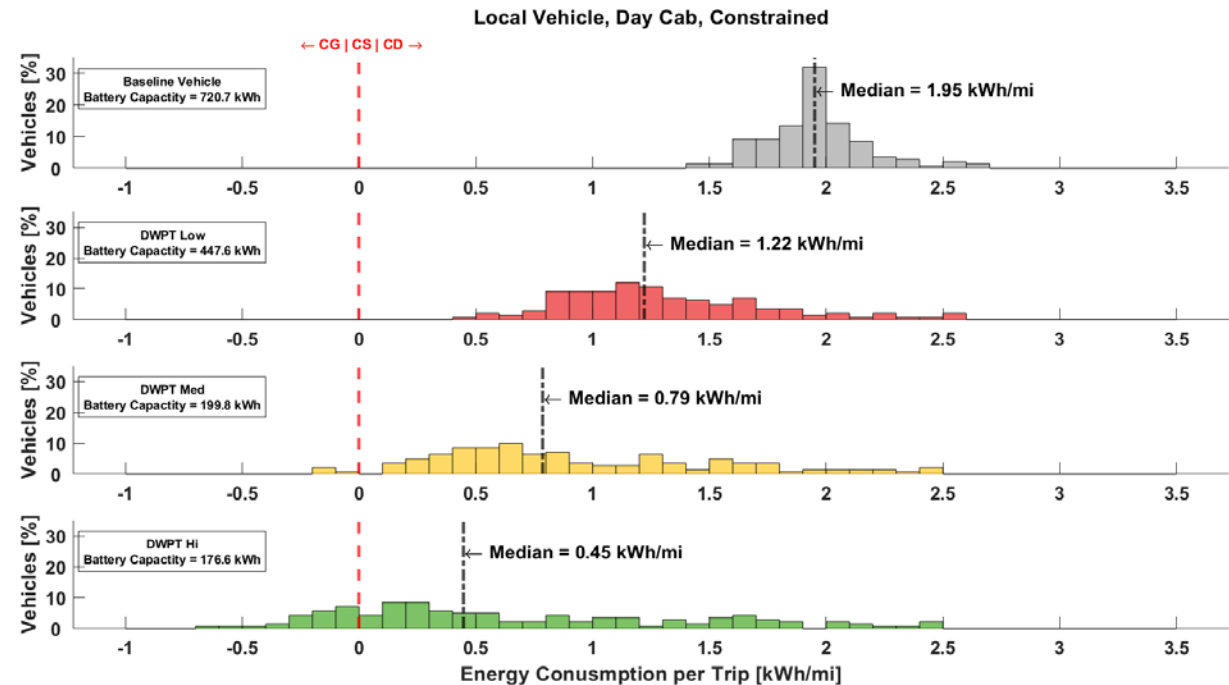 Local Vehicle, Day Cab, Constrained
← CG | CS | CD →
Vehicles [%]
30
20
10
0
Baseline Vehicle
Battery Capacity = 720.7 kWh
← Median = 1.95 kWh/mi
-1 -0.5 0 0.5 1 1.5 2 2.5 3 3.5
Vehicles [%]
30
20
10
0
DWPT Low
Battery Capactity = 447.6 kWh
← Median = 1.22 kWh/mi
-1 -0.5 0 0.5 1 1.5 2 2.5 3 3.5
Vehicles [%]
30
20
10
0
DWPT Med
Battery Capactity = 199.8 kWh
← Median = 0.79 kWh/mi
-1 -0.5 0 0.5 1 1.5 2 2.5 3 3.5
Vehicles [%]
30
20
10
0
DWPT Hi
Battery Capactity = 176.6 kWh
← Median = 0.45 kWh/mi
-1 -0.5 0 0.5 1 1.5 2 2.5 3 3.5
Energy Conusmption per Trip [kWh/mi]